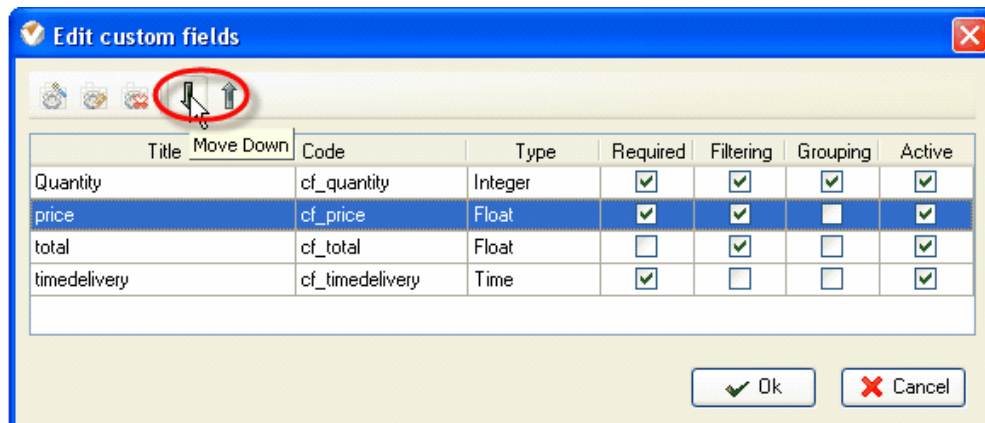 Edit custom fields
Move Down
Title Code Type Required Filtering Grouping Active
Quantity cf_quantity Integer
price cf_price Float
total cf_total Float
timedelivery cf_timedelivery Time
Ok Cancel